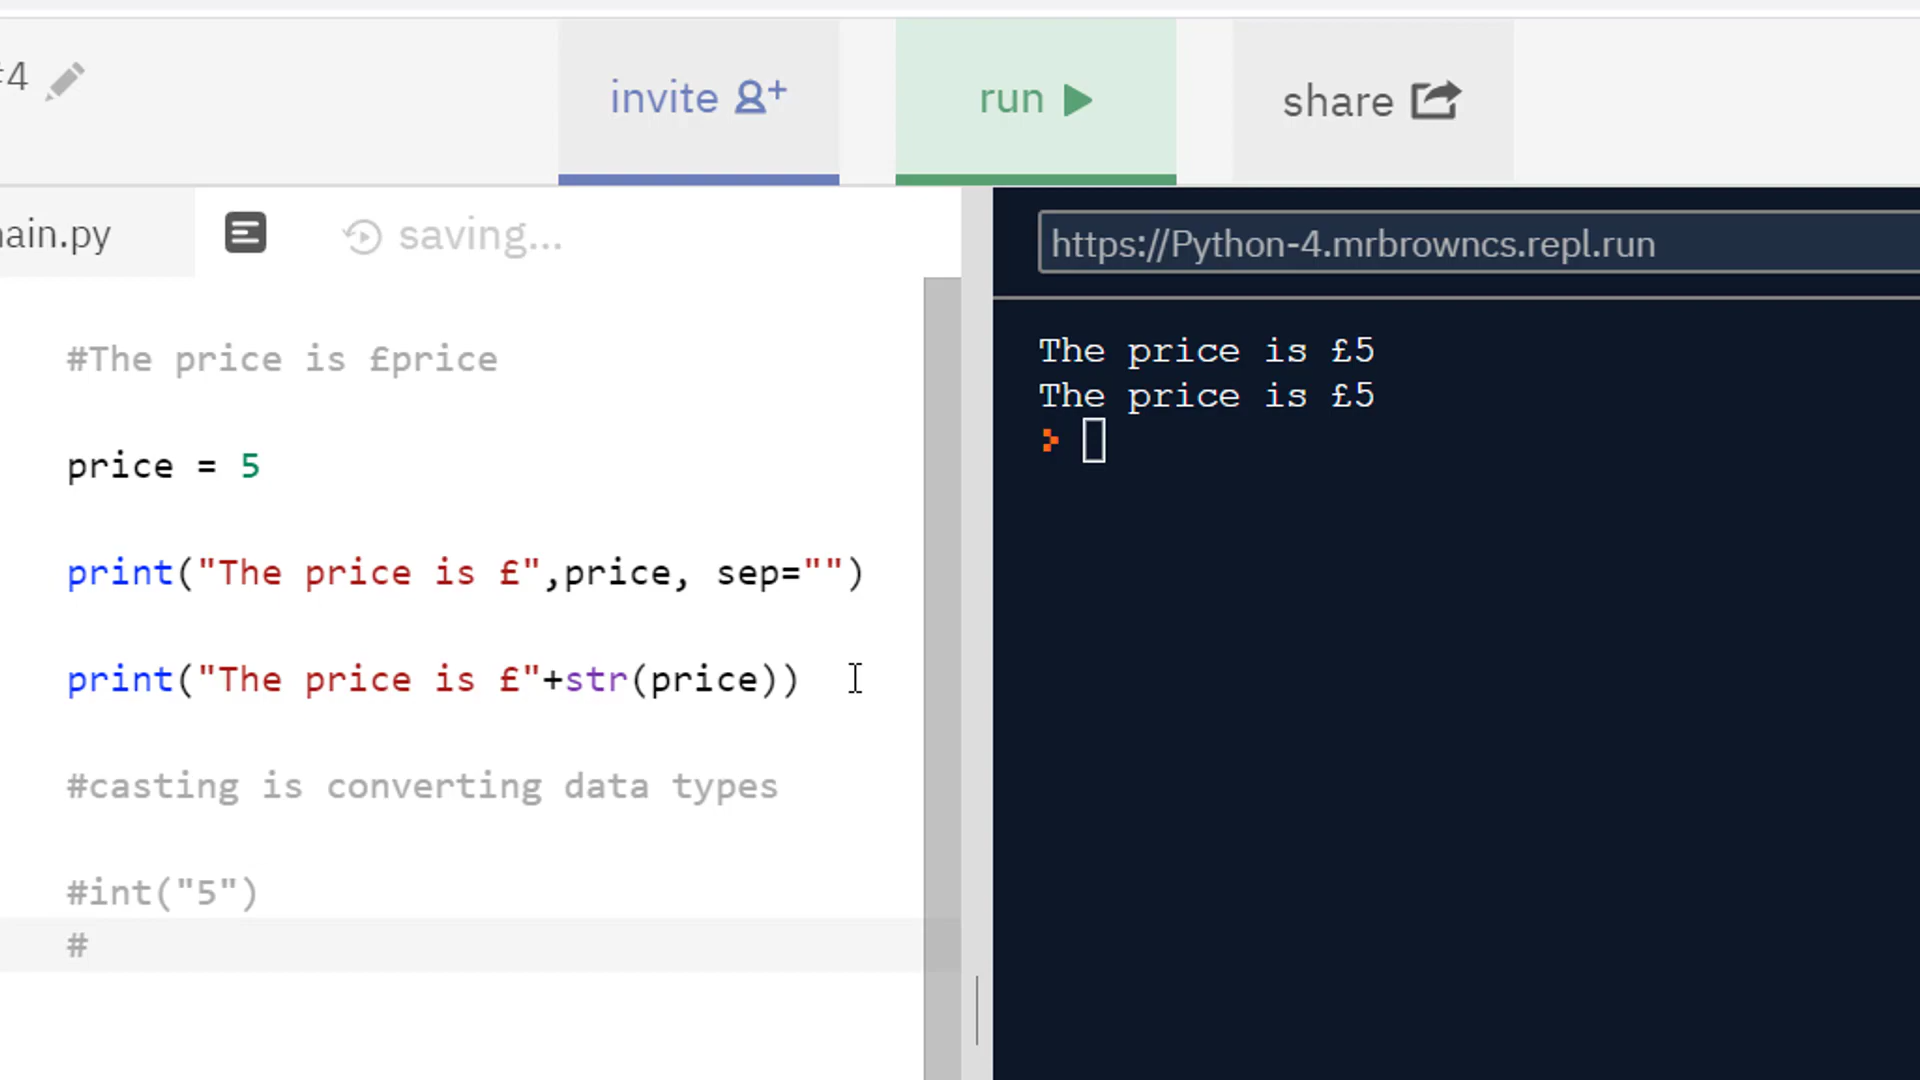 #4
invite
run
share
main.py
saving...
https://Python-4.mrbrowncs.repl.run
#The price is £price
price = 5
print("The price is £",price, sep="")
print("The price is £"+str(price))
#casting is converting data types
#int("5")
#
The price is £5
The price is £5